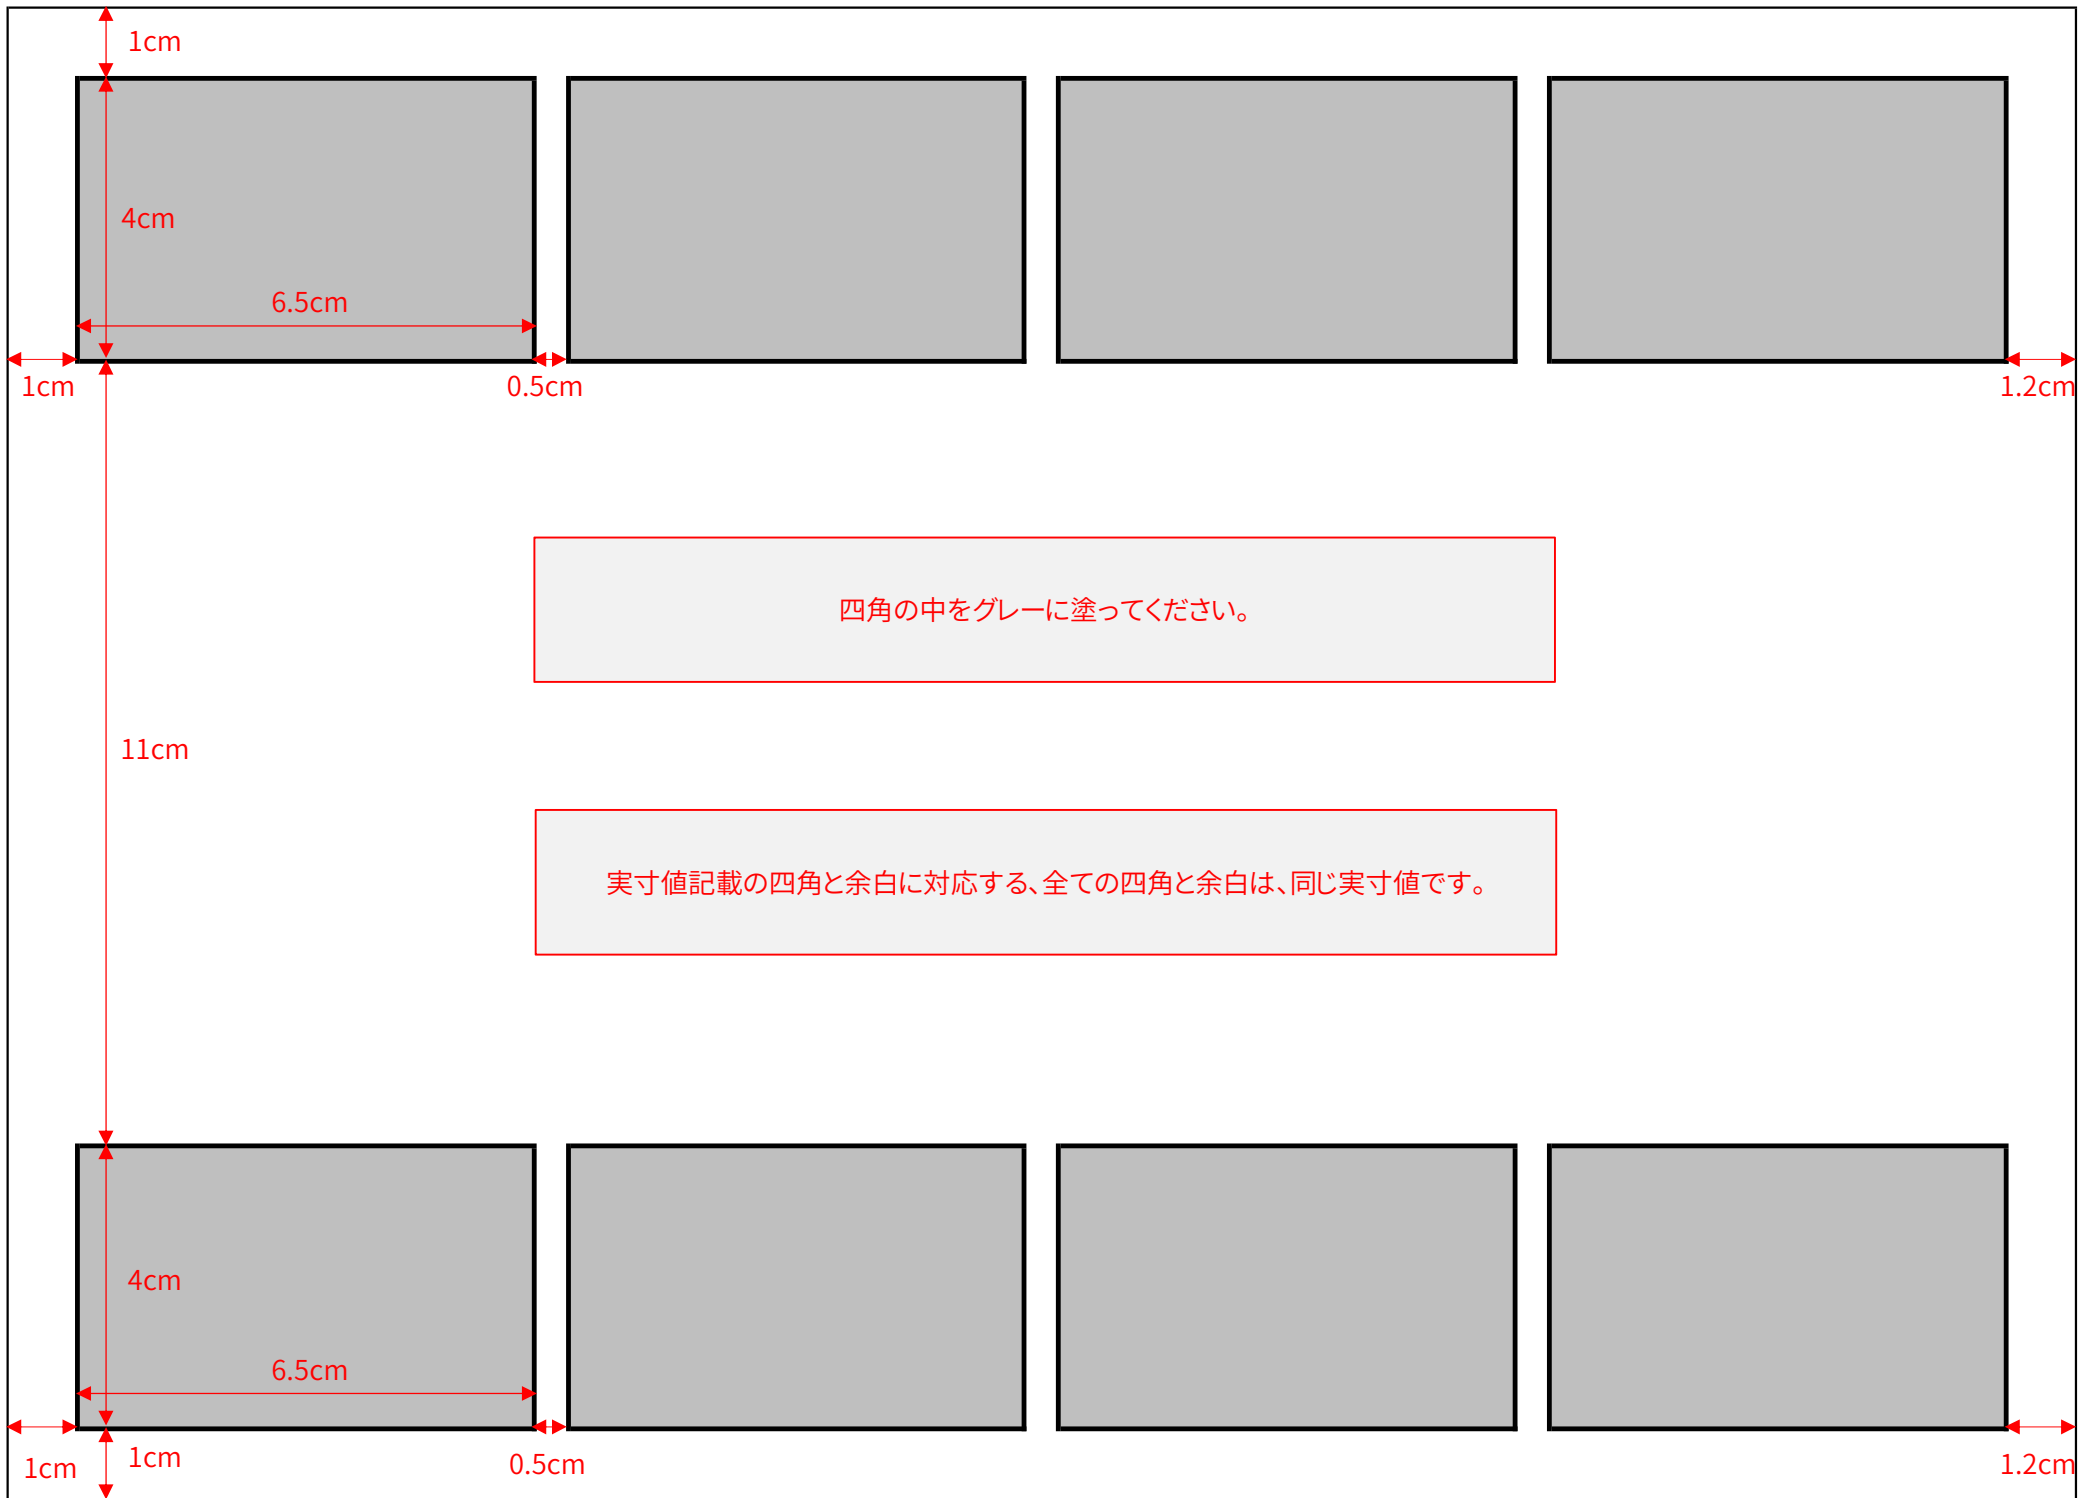 1cm
4cm
6.5cm
1cm
0.5cm
1.2cm
四角の中をグレーに塗ってください。
11cm
実寸値記載の四角と余白に対応する、全ての四角と余白は、同じ実寸値です。
4cm
6.5cm
1cm
1cm
0.5cm
1.2cm